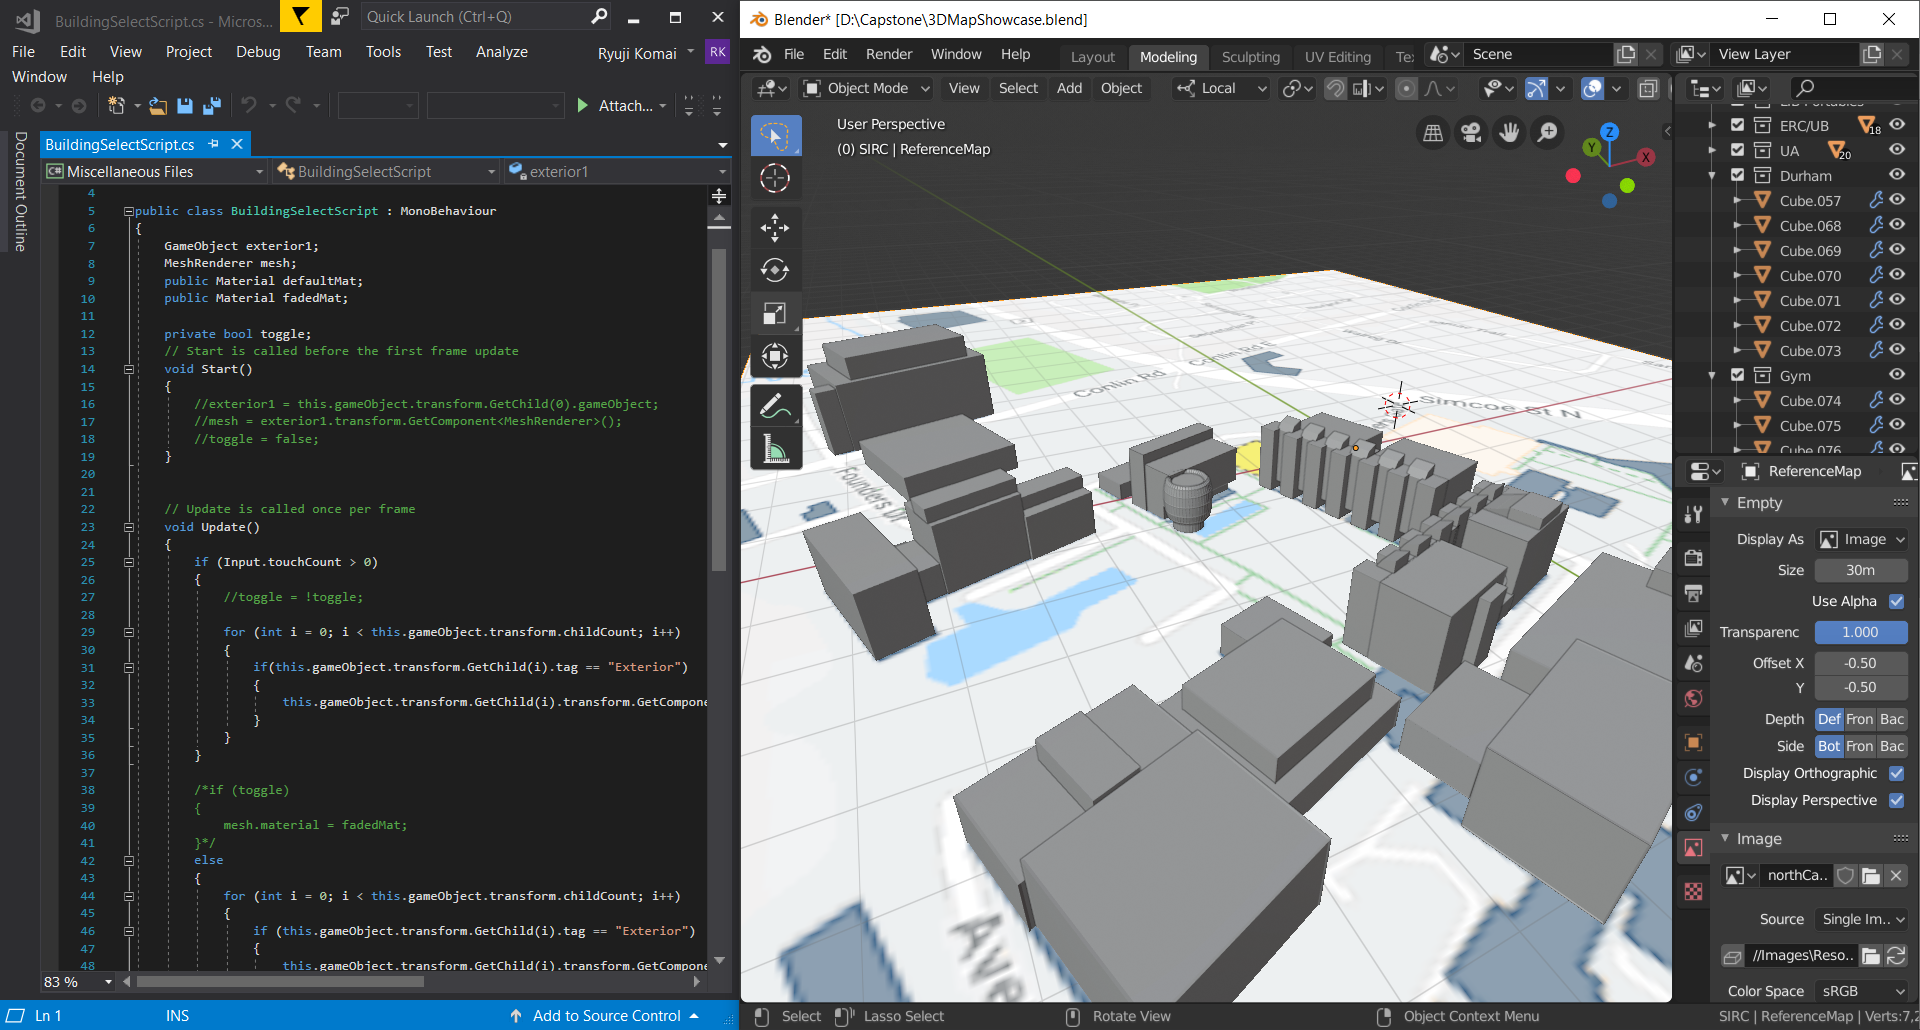 BuildingSelectScript.cs - Micros...
Quick Launch (Ctrl+Q)
File Edit View Project Debug Team Tools Test Analyze
Ryuji Komai RK
Window Help
Attach...
Document Outline
BuildingSelectScript.cs
C# Miscellaneous Files
BuildingSelectScript
exterior1
4
5 public class BuildingSelectScript : MonoBehaviour
6 {
7 GameObject exterior1;
8 MeshRenderer mesh;
9 public Material defaultMat;
10 public Material fadedMat;
11
12 private bool toggle;
13 // Start is called before the first frame update
14 void Start()
15 {
16 //exterior1 = this.gameObject.transform.GetChild(0).gameObject;
17 //mesh = exterior1.transform.GetComponent<MeshRenderer>();
18 //toggle = false;
19 }
20
21
22 // Update is called once per frame
23 void Update()
24 {
25 if (Input.touchCount > 0)
26 {
27 //toggle = !toggle;
28
29 for (int i = 0; i < this.gameObject.transform.childCount; i++)
30 {
31 if(this.gameObject.transform.GetChild(i).tag == "Exterior")
32 {
33 this.gameObject.transform.GetChild(i).transform.GetCompone
34 }
35 }
36 }
37
38 /*if (toggle)
39 {
40 mesh.material = fadedMat;
41 }*/
42 else
43 {
44 for (int i = 0; i < this.gameObject.transform.childCount; i++)
45 {
46 if (this.gameObject.transform.GetChild(i).tag == "Exterior")
47 {
48 this.gameObject.transform.GetChild(i).transform.GetCompone
83 %
Ln 1
INS
Add to Source Control
Blender* [D:\Capstone\3DMapShowcase.blend]
File Edit Render Window Help
Layout Modeling Sculpting UV Editing Te
Scene
View Layer
Object Mode
View Select Add Object
Local
User Perspective
(0) SIRC | ReferenceMap
Z
Y
X
Conlin Rd E
Conlin Rd
Simcoe St N
Founders Dr
Ave
ERC/UB 18
UA 20
Durham
Cube.057
Cube.068
Cube.069
Cube.070
Cube.071
Cube.072
Cube.073
Gym
Cube.074
Cube.075
Cube.076
ReferenceMap
Empty
Display As Image
Size 30m
Use Alpha
Transparenc 1.000
Offset X -0.50
Y -0.50
Depth Def Fron Bac
Side Bot Fron Bac
Display Orthographic
Display Perspective
Image
northCa..
Source Single Im..
//Images\Reso..
Color Space sRGB
Select
Lasso Select
Rotate View
Object Context Menu
SIRC | ReferenceMap | Verts:7,2